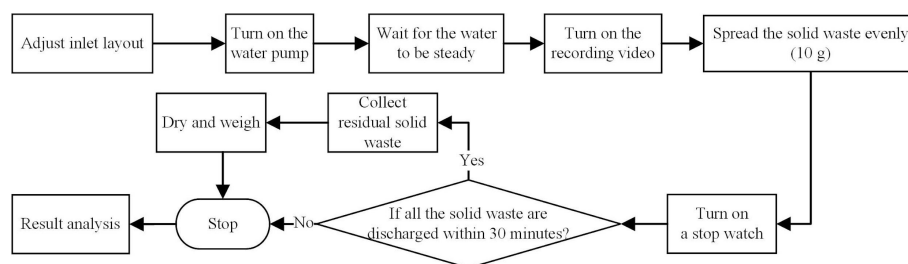 Adjust inlet layout
Turn on the
water pump
Wait for the water
to be steady
Turn on the
recording video
Spread the solid waste evenly
(10 g)
Collect
residual solid
waste
Dry and weigh
Yes
Result analysis
Stop
No
If all the solid waste are
discharged within 30 minutes?
Turn on
a stop watch